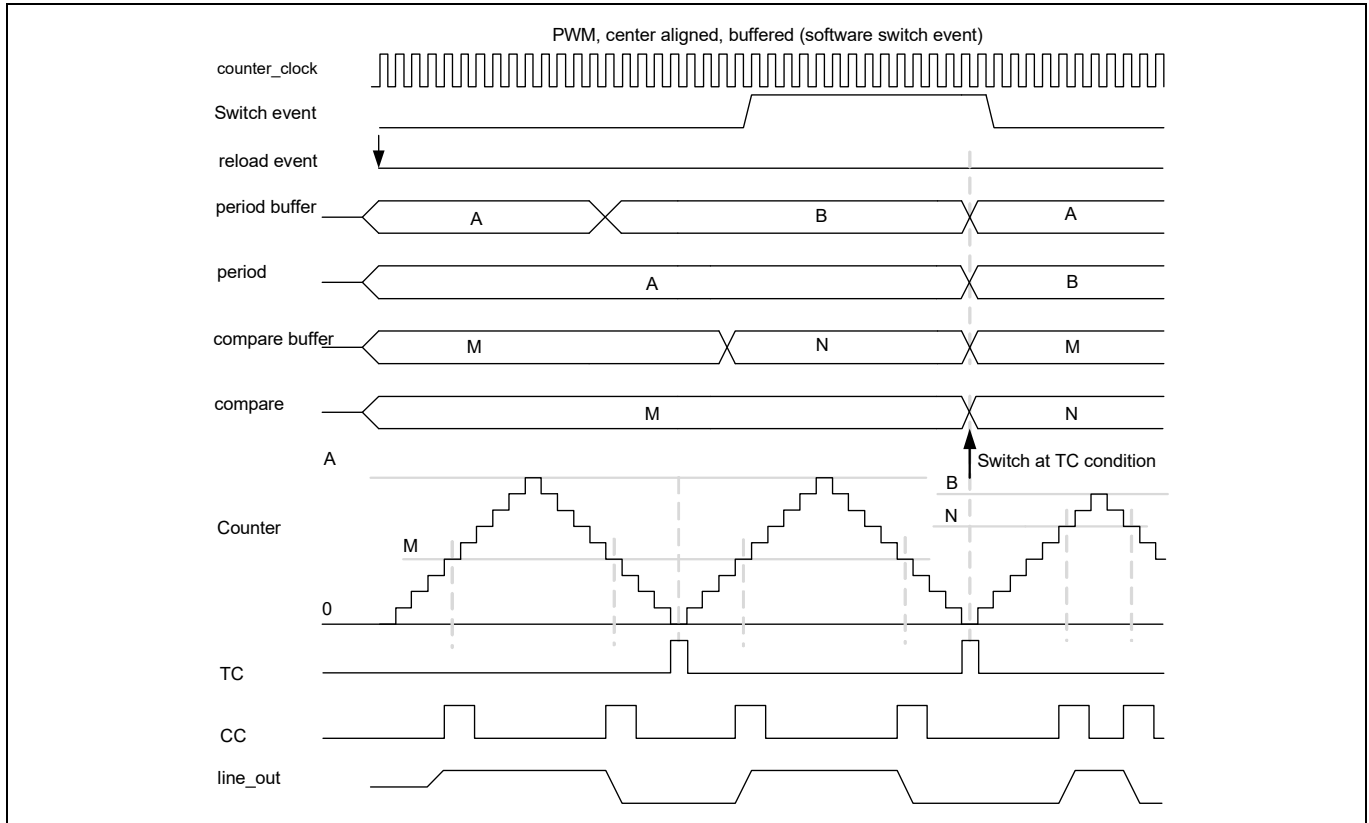 PWM, center aligned, buffered (software switch event)
counter_clock
Switch event
reload event
period buffer
A
B
A
period
A
B
compare buffer
M
N
M
compare
M
N
A
Switch at TC condition
B
N
Counter
M
0
TC
CC
line_out